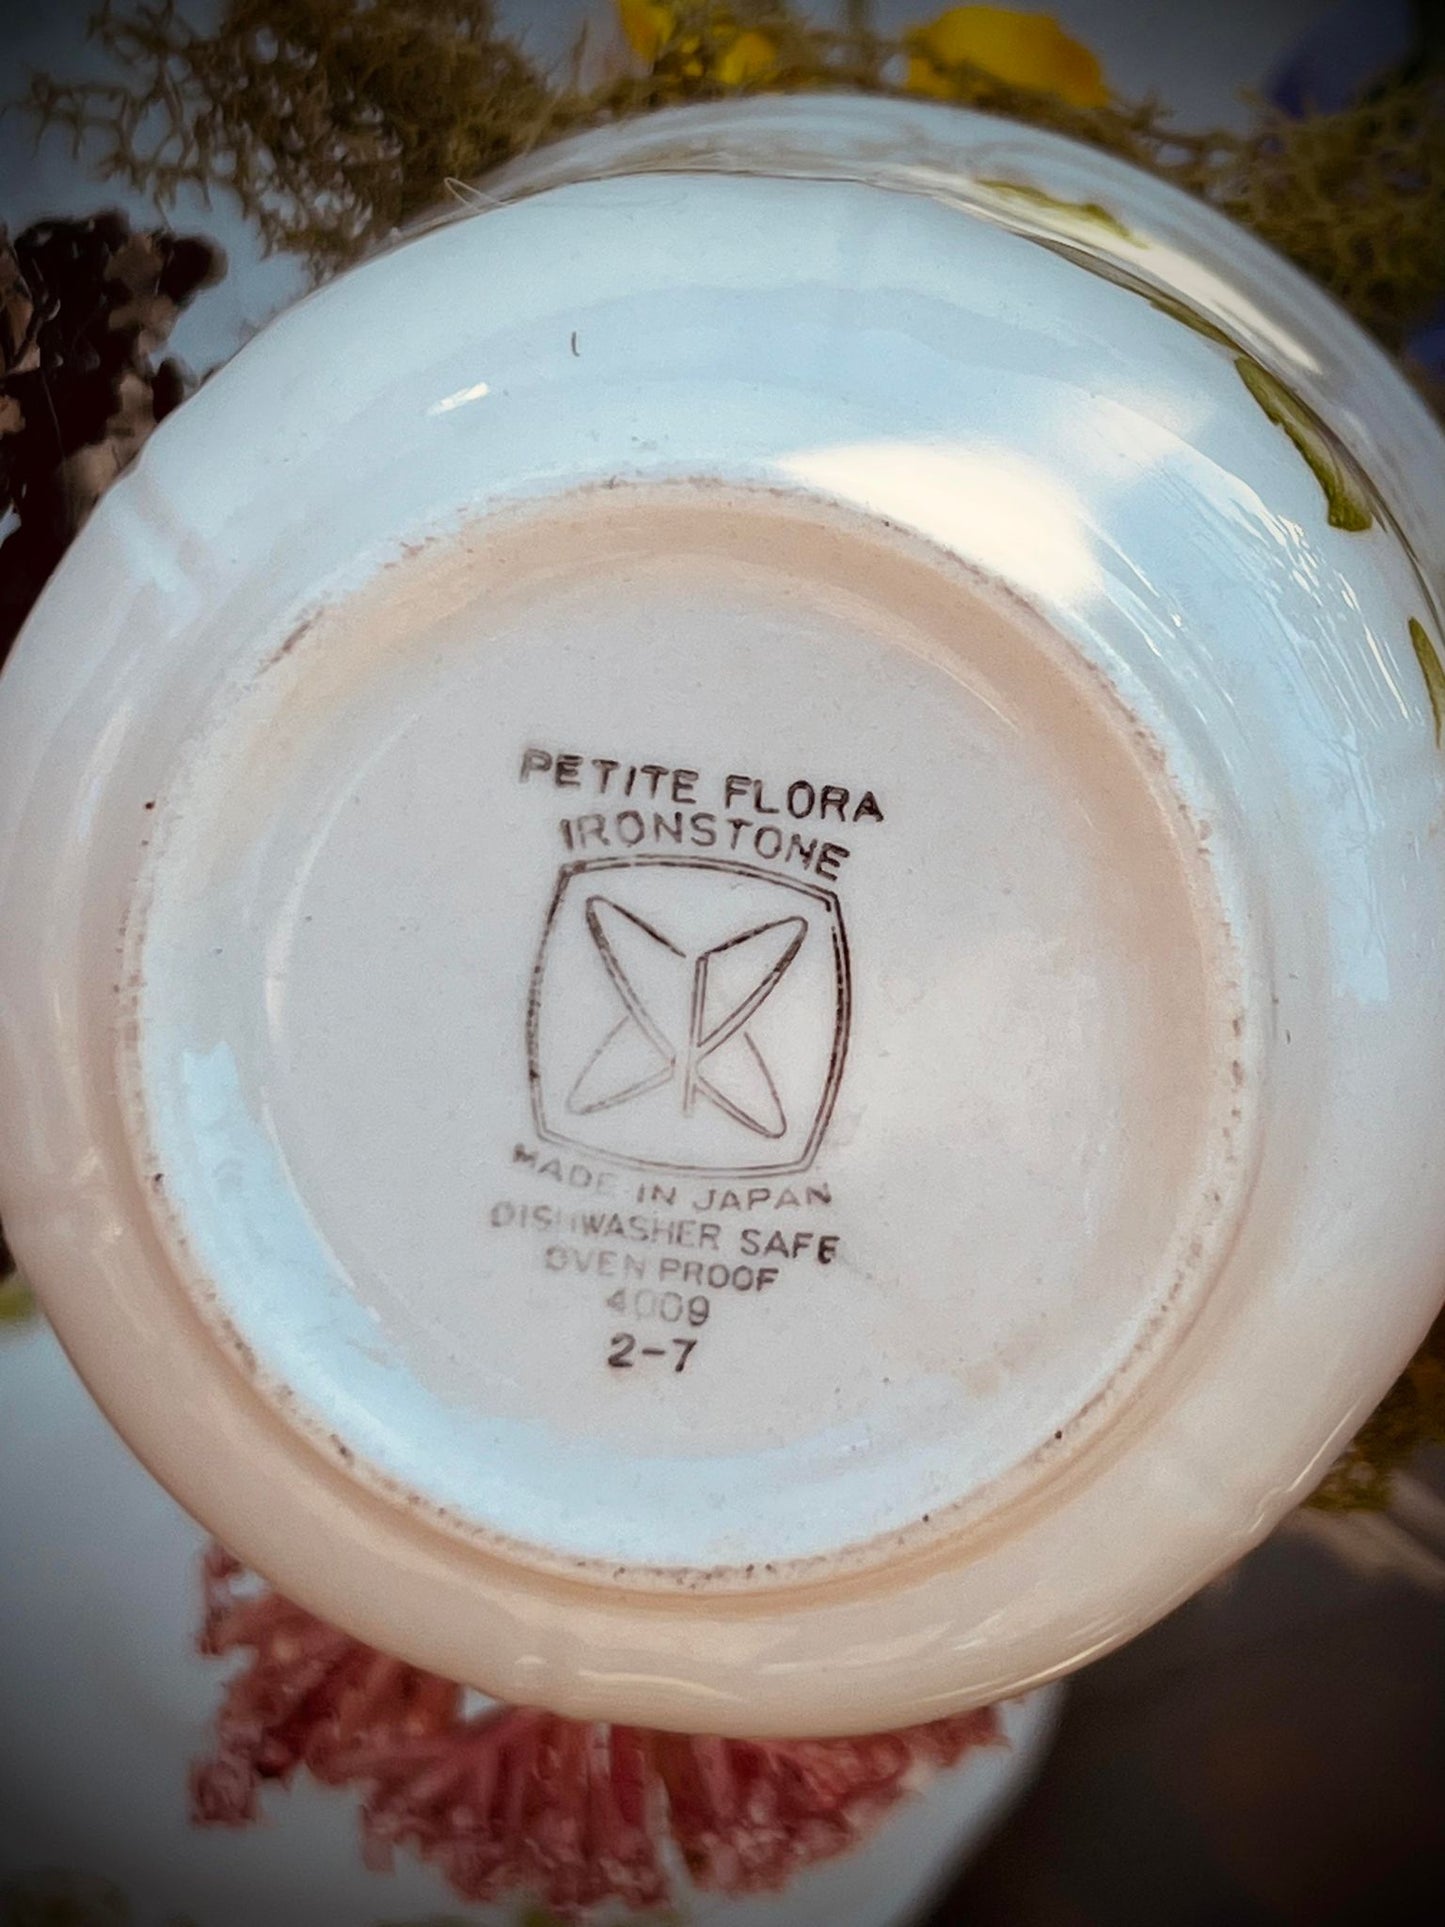 PETITE FLORA
IRONSTONE
MADE IN JAPAN
DISHWASHER SAFE
OVEN PROOF
4009
2-7